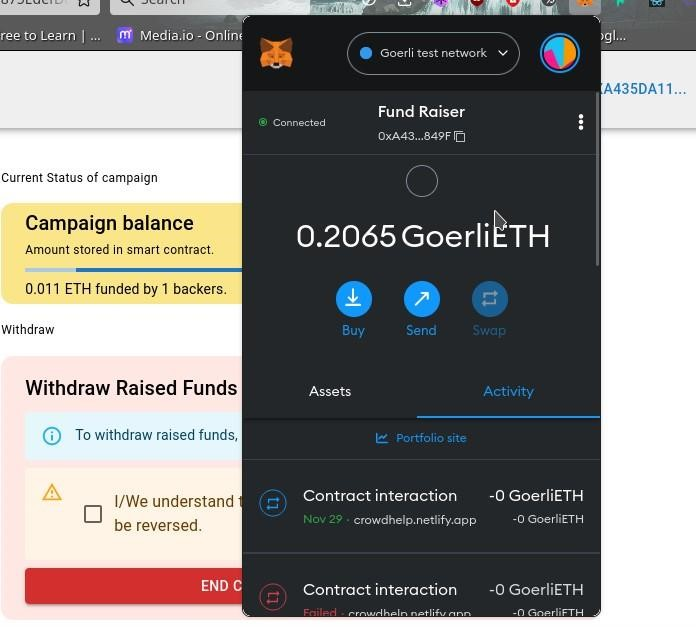 Search
ree to Learn | ...
Media.io - Online
ogl...
Goerli test network
XA435DA11...
Connected
Fund Raiser
0xA43...849F
0.2065 GoerliETH
Buy
Send
Swap
Assets
Activity
Portfolio site
Contract interaction
-0 GoerliETH
Nov 29 · crowdhelp.netlify.app
-0 GoerliETH
Contract interaction
-0 GoerliETH
Failed · crowdhelp.netlify.app
-0 GoerliETH
Current Status of campaign
Campaign balance
Amount stored in smart contract.
0.011 ETH funded by 1 backers.
Withdraw
Withdraw Raised Funds
To withdraw raised funds,
I/We understand t
be reversed.
END C